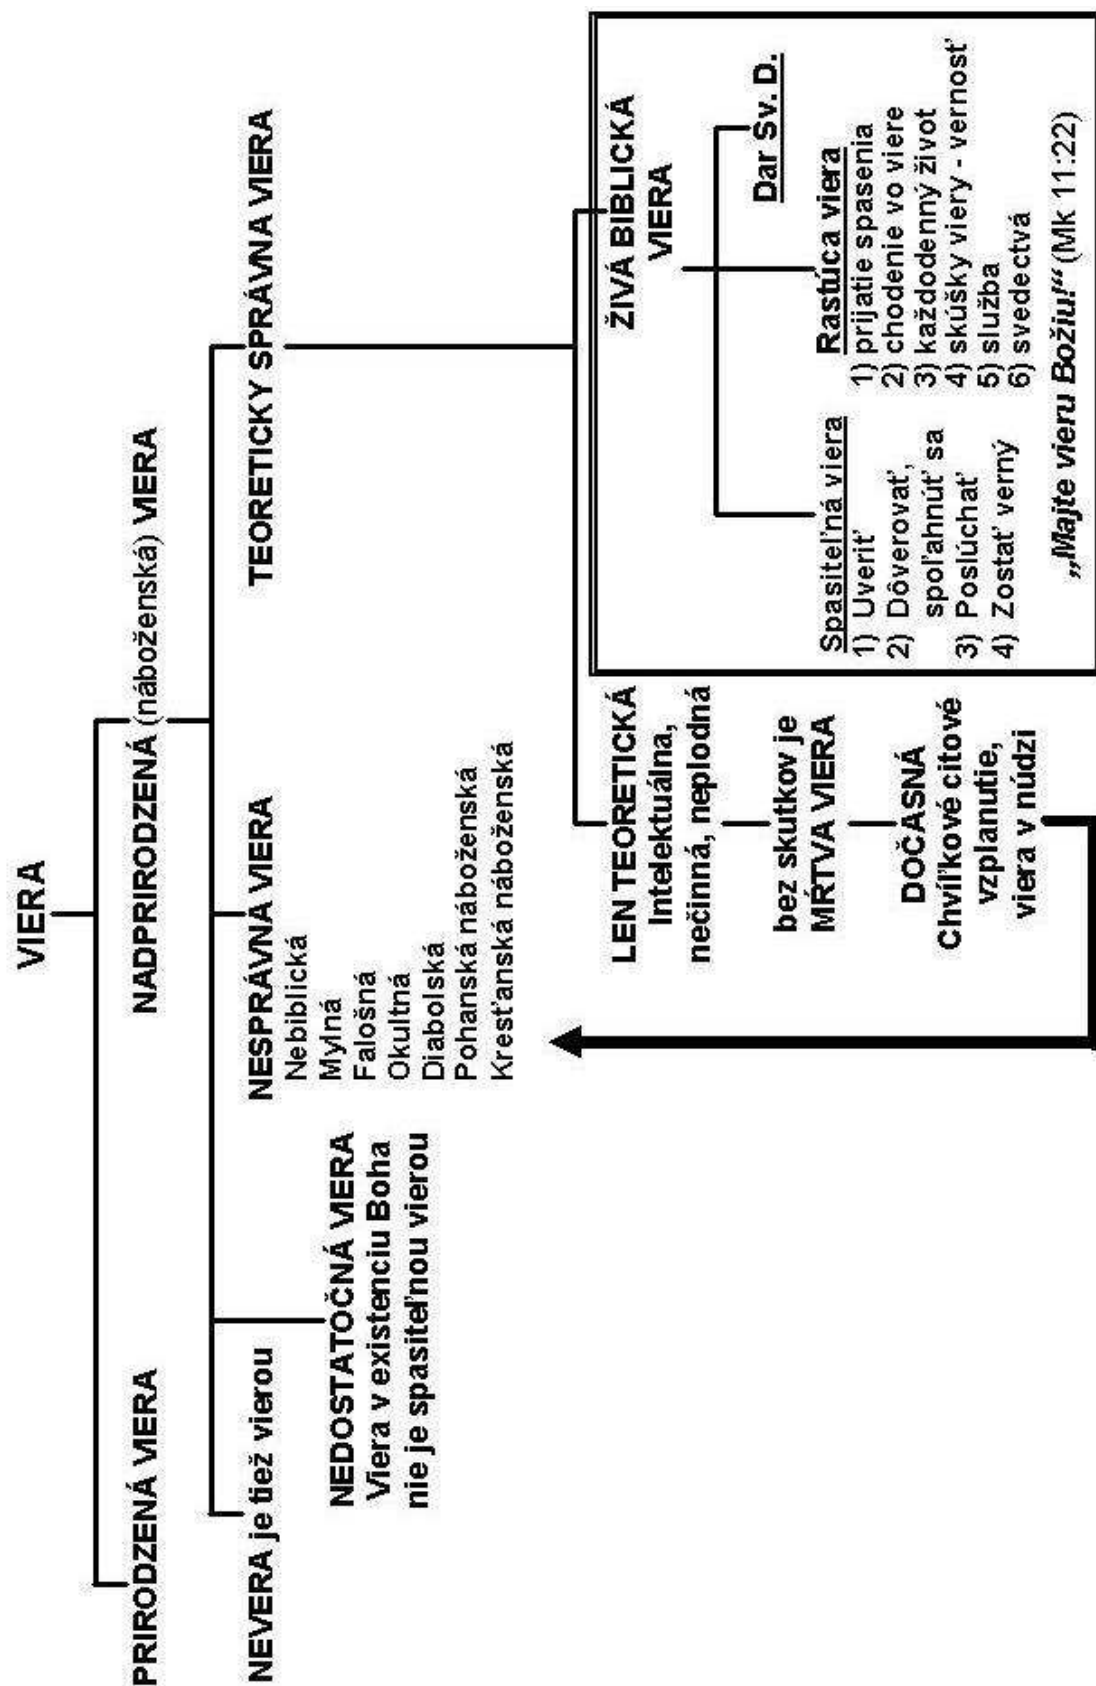 VIERA
PRIRODZENÁ VIERA
NADPRIRODZENÁ (náboženská) VIERA
NEVERA je tiež vierou
NEDOSTATOČNÁ VIERA
Viera v existenciu Boha
nie je spasiteľnou vierou
NESPRÁVNA VIERA
Nebiblická
Mylná
Falošná
Okultná
Diabolská
Pohanská náboženská
Kresťanská náboženská
TEORETICKY SPRÁVNA VIERA
LEN TEORETICKÁ
Intelektuálna,
nečinná, neplodná
bez skutkov je
MŔTVA VIERA
DOČASNÁ
Chvíľkové citové
vzplanutie,
viera v núdzi
ŽIVÁ BIBLICKÁ
VIERA
Spasiteľná viera
1) Uveriť
2) Dôverovať,
spoľahnúť sa
3) Poslúchať
4) Zostať verný
Rastúca viera
1) prijatie spasenia
2) chodenie vo viere
3) každodenný život
4) skúšky viery - vernosť
5) služba
6) svedectvá
Dar Sv. D.
„Majte vieru Božiu!“ (Mk 11:22)